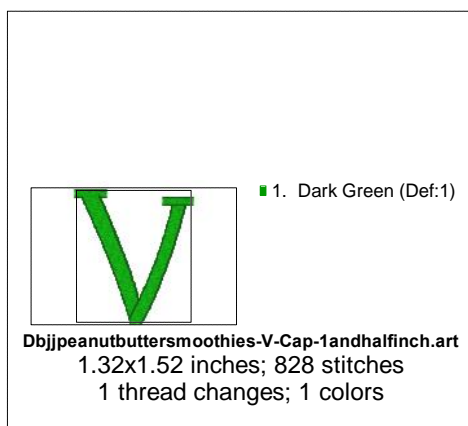 1. Dark Green (Def:1)
V
Dbjjpeanutbuttersmoothies-V-Cap-1andhalfinch.art
1.32x1.52 inches; 828 stitches
1 thread changes; 1 colors